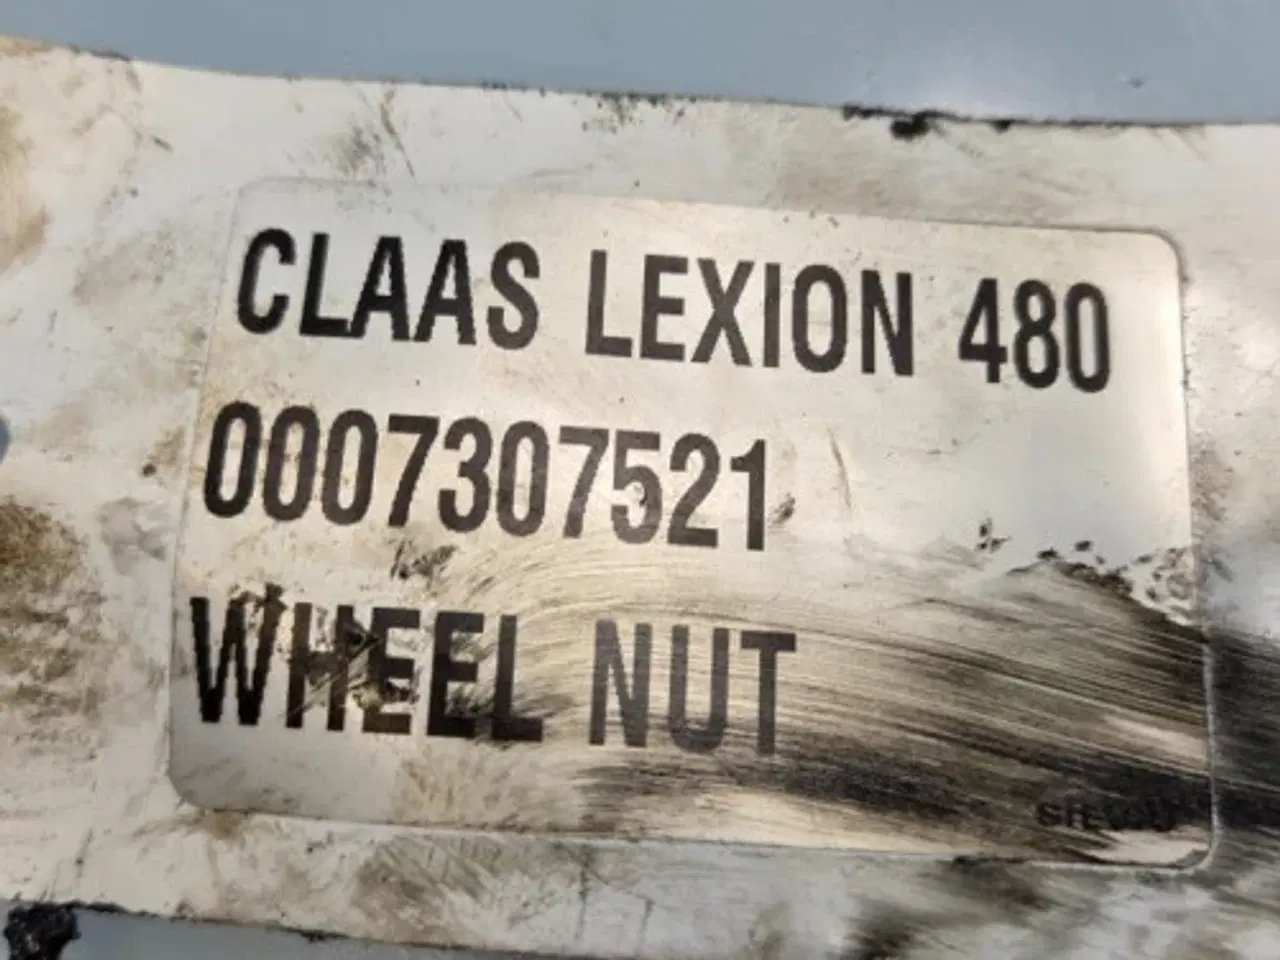 CLAAS LEXION 480
0007307521
WHEEL NUT